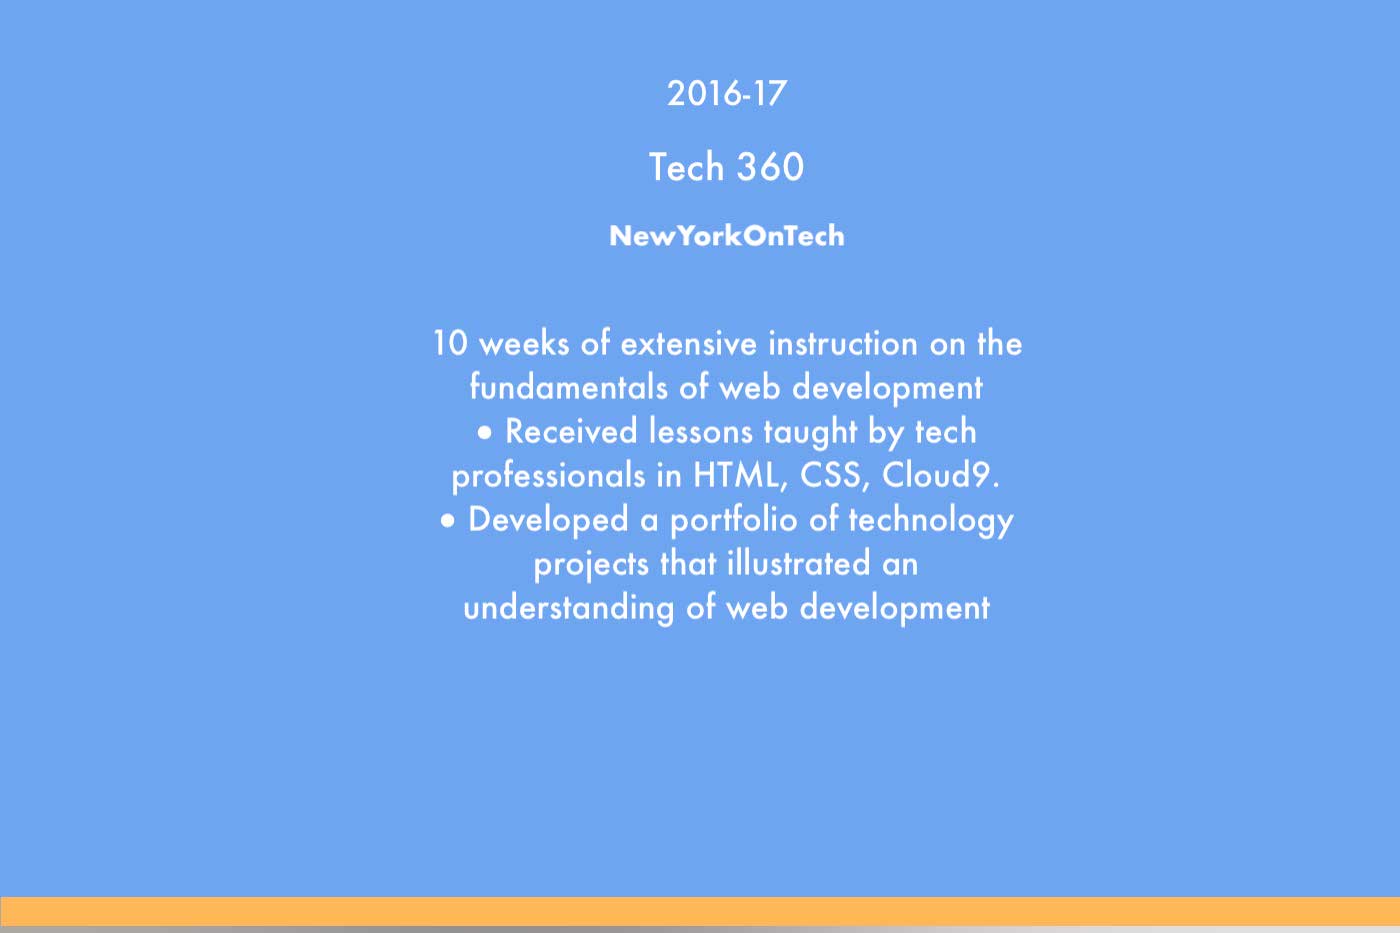 2016-17
Tech 360
NewYorkOnTech
10 weeks of extensive instruction on the
fundamentals of web development
• Received lessons taught by tech
professionals in HTML, CSS, Cloud9.
• Developed a portfolio of technology
projects that illustrated an
understanding of web development